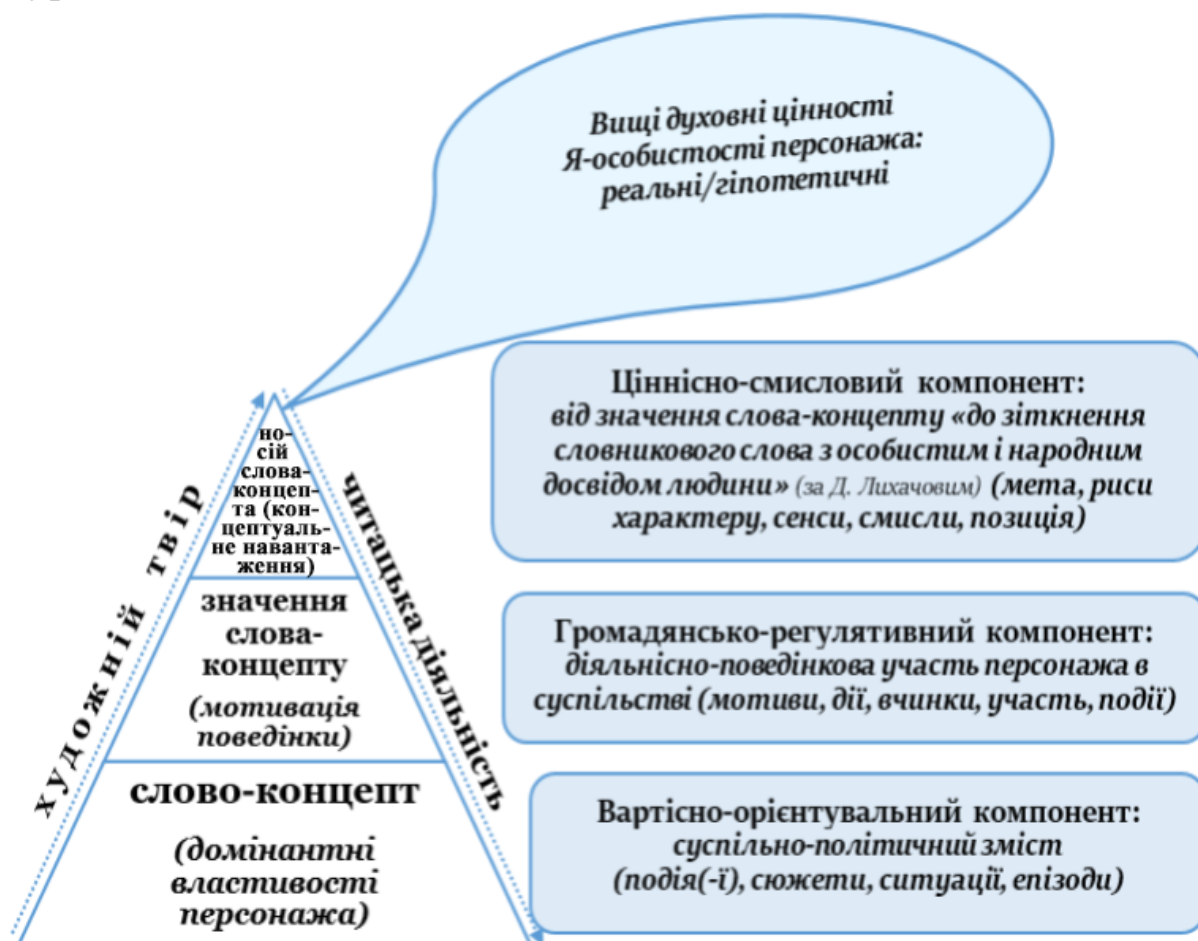 Вищі духовні цінності
Я-особистості персонажа:
реальні/гіпотетичні
художній твір
читацька діяльність
но-
сій
слова-
концеп-
та (кон-
цептуаль-
не наванта-
ження)
значення
слова-
концепту
(мотивація
поведінки)
слово-концепт
(домінантні
властивості
персонажа)
Ціннісно-смисловий компонент:
від значення слова-концепту «до зіткнення
словникового слова з особистим і народним
досвідом людини» (за Д. Лихачовим) (мета, риси
характеру, сенси, смисли, позиція)
Громадянсько-регулятивний компонент:
діяльнісно-поведінкова участь персонажа в
суспільстві (мотиви, дії, вчинки, участь, події)
Вартісно-орієнтувальний компонент:
суспільно-політичний зміст
(подія(-ї), сюжети, ситуації, епізоди)